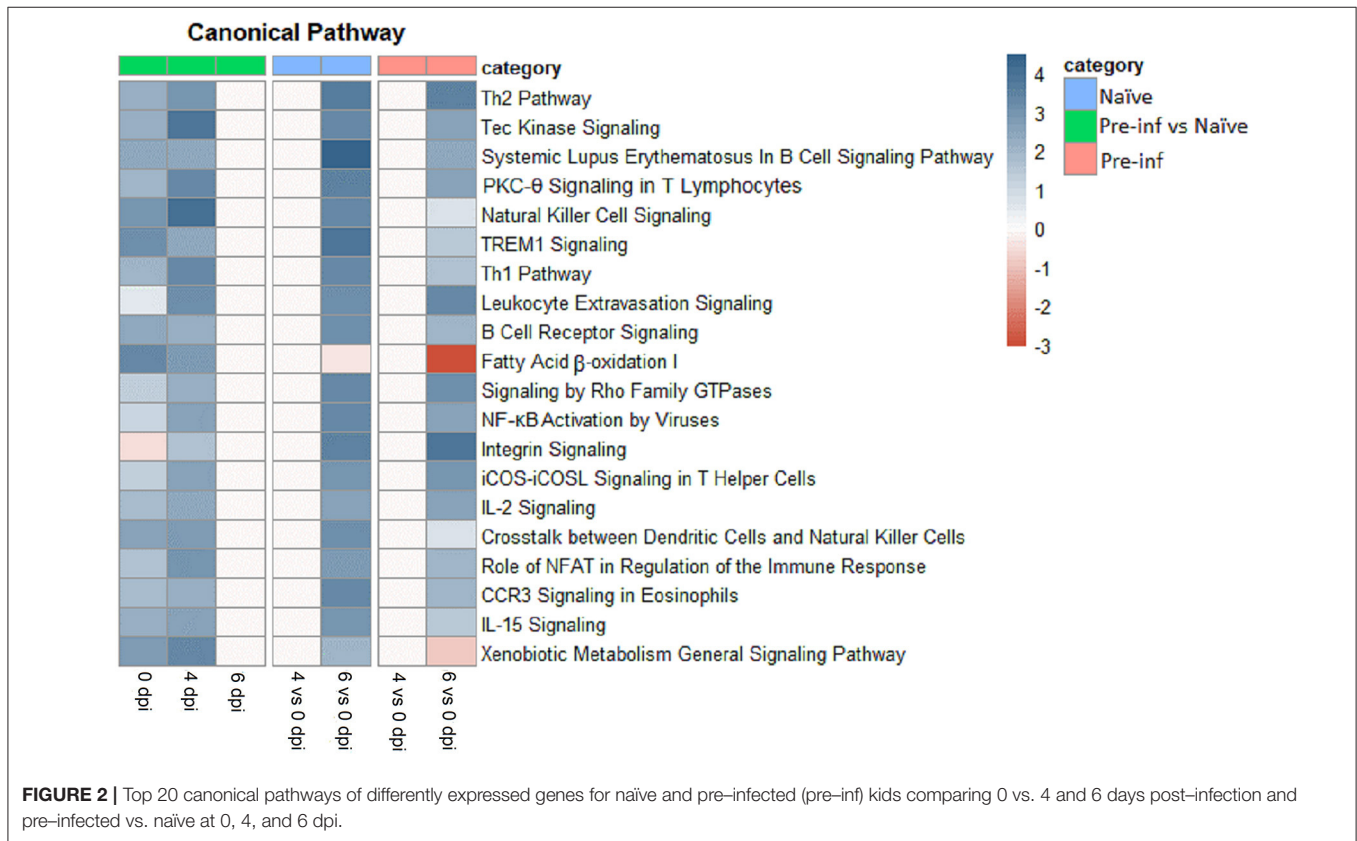 Canonical Pathway
category
Th2 Pathway
Tec Kinase Signaling
Systemic Lupus Erythematosus In B Cell Signaling Pathway
PKC-θ Signaling in T Lymphocytes
Natural Killer Cell Signaling
TREM1 Signaling
Th1 Pathway
Leukocyte Extravasation Signaling
B Cell Receptor Signaling
Fatty Acid β-oxidation I
Signaling by Rho Family GTPases
NF-κB Activation by Viruses
Integrin Signaling
iCOS-iCOSL Signaling in T Helper Cells
IL-2 Signaling
Crosstalk between Dendritic Cells and Natural Killer Cells
Role of NFAT in Regulation of the Immune Response
CCR3 Signaling in Eosinophils
IL-15 Signaling
Xenobiotic Metabolism General Signaling Pathway
0 dpi
4 dpi
6 dpi
4 vs 0 dpi
6 vs 0 dpi
4 vs 0 dpi
6 vs 0 dpi
4
3
2
1
0
-1
-2
-3
category
Naïve
Pre-inf vs Naïve
Pre-inf
FIGURE 2 | Top 20 canonical pathways of differently expressed genes for naïve and pre–infected (pre–inf) kids comparing 0 vs. 4 and 6 days post–infection and
pre–infected vs. naïve at 0, 4, and 6 dpi.